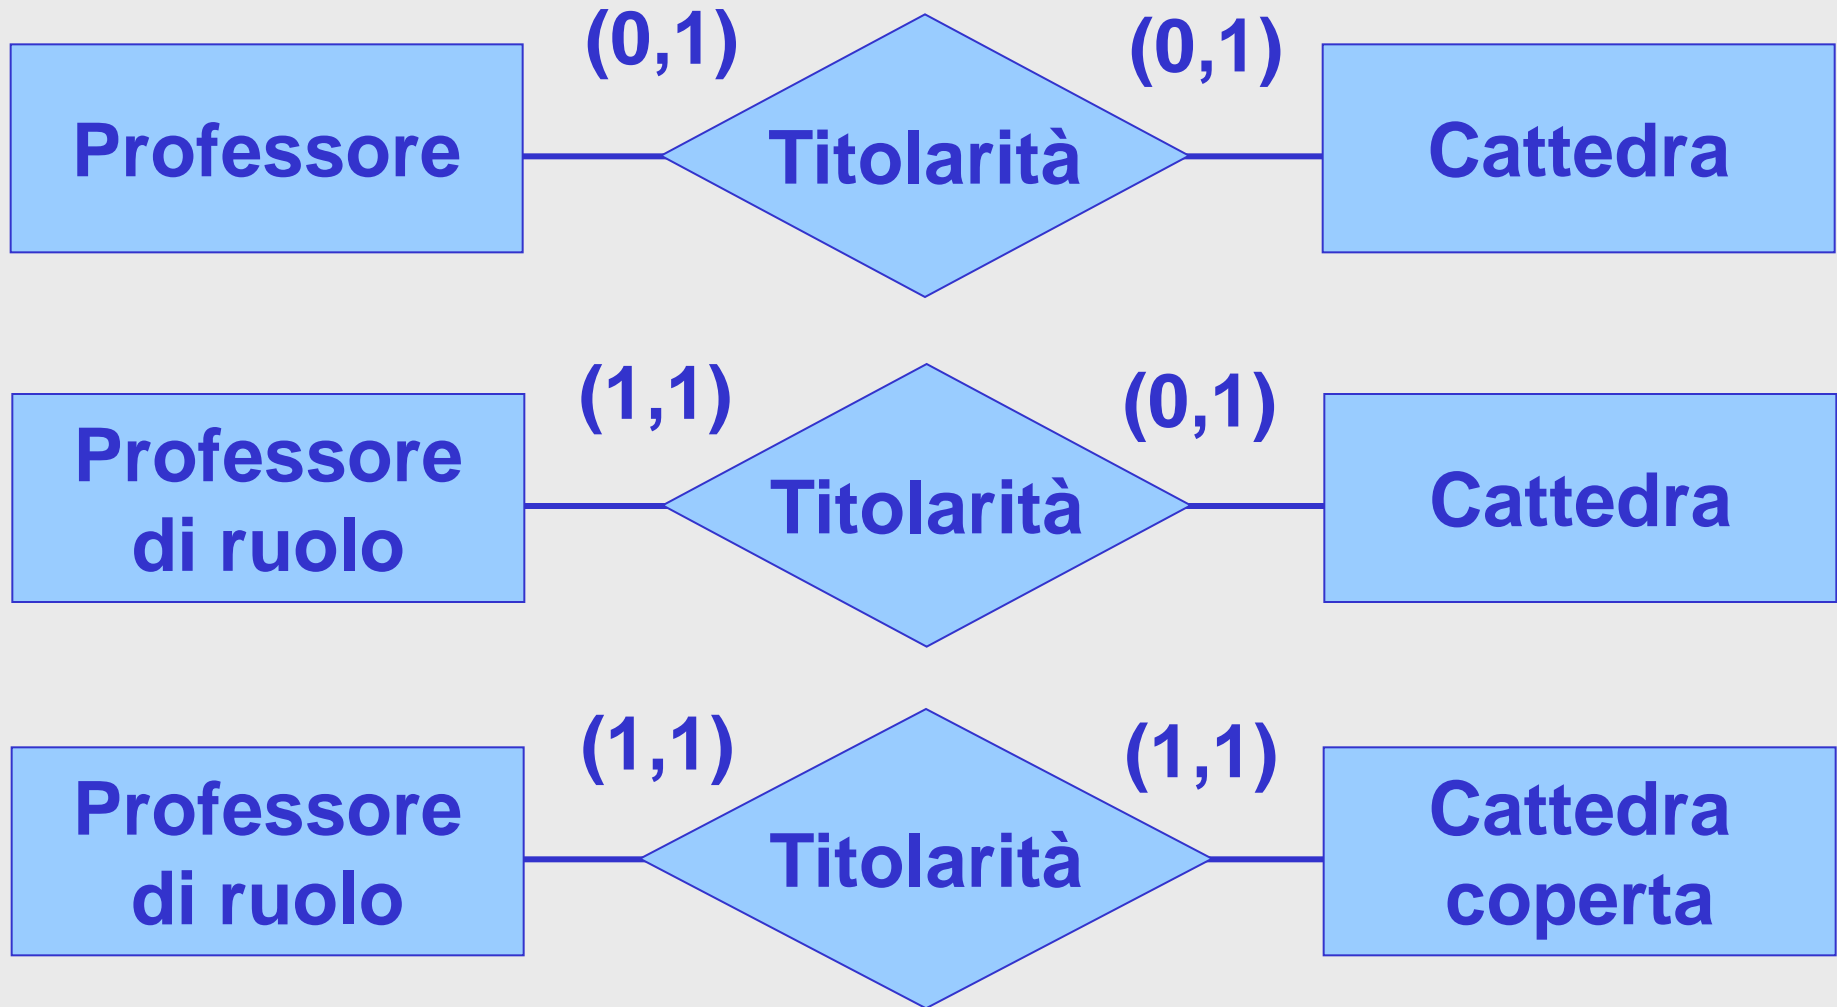 (0,1)
(0,1)
Professore
Titolarità
Cattedra
(1,1)
(0,1)
Professore
di ruolo
Titolarità
Cattedra
(1,1)
(1,1)
Professore
di ruolo
Titolarità
Cattedra
coperta